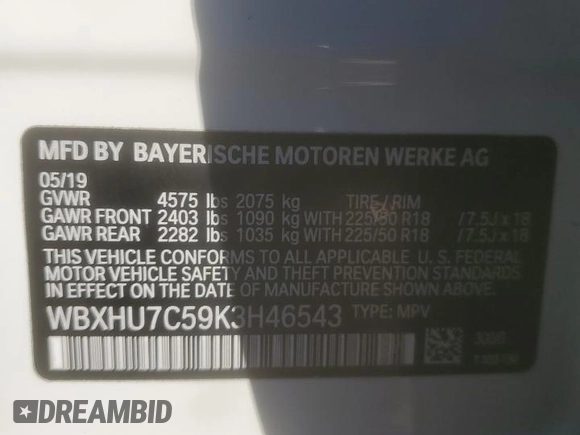 MFD BY BAYERISCHE MOTOREN WERKE AG
05/19
GVWR 4575 lbs 2075 kg TIRE / RIM
GAWR FRONT 2403 lbs 1090 kg WITH 225/50 R18 / 7.5J x 18
GAWR REAR 2282 lbs 1035 kg WITH 225/50 R18 / 7.5J x 18
THIS VEHICLE CONFORMS TO ALL APPLICABLE U. S. FEDERAL
MOTOR VEHICLE SAFETY AND THEFT PREVENTION STANDARDS
IN EFFECT ON THE DATE OF MANUFACTURE SHOWN ABOVE.
WBXHU7C59K3H46543 TYPE: MPV
DREAMBID